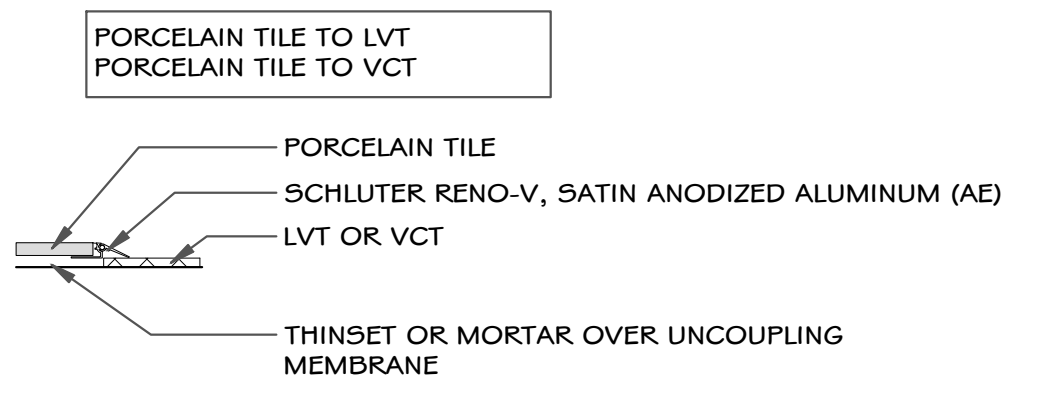 PORCELAIN TILE TO LVT
PORCELAIN TILE TO VCT
PORCELAIN TILE
SCHLUTER RENO-V, SATIN ANODIZED ALUMINUM (AE)
LVT OR VCT
THINSET OR MORTAR OVER UNCOUPLING
MEMBRANE